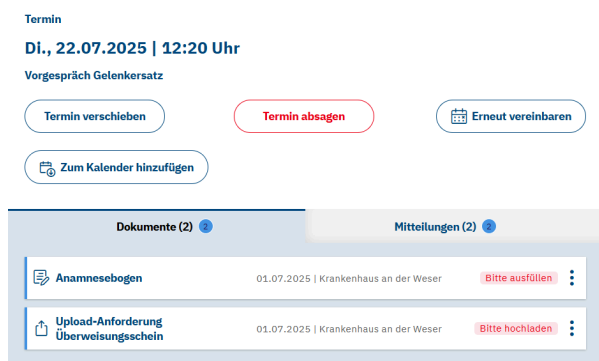 Termin
Di., 22.07.2025 | 12:20 Uhr
Vorgespräch Gelenkersatz
Termin verschieben
Termin absagen
Erneut vereinbaren
Zum Kalender hinzufügen
Dokumente (2) 2
Mitteilungen (2) 2
Anamnesebogen 01.07.2025 | Krankenhaus an der Weser Bitte ausfüllen
Upload-Anforderung
Überweisungsschein 01.07.2025 | Krankenhaus an der Weser Bitte hochladen